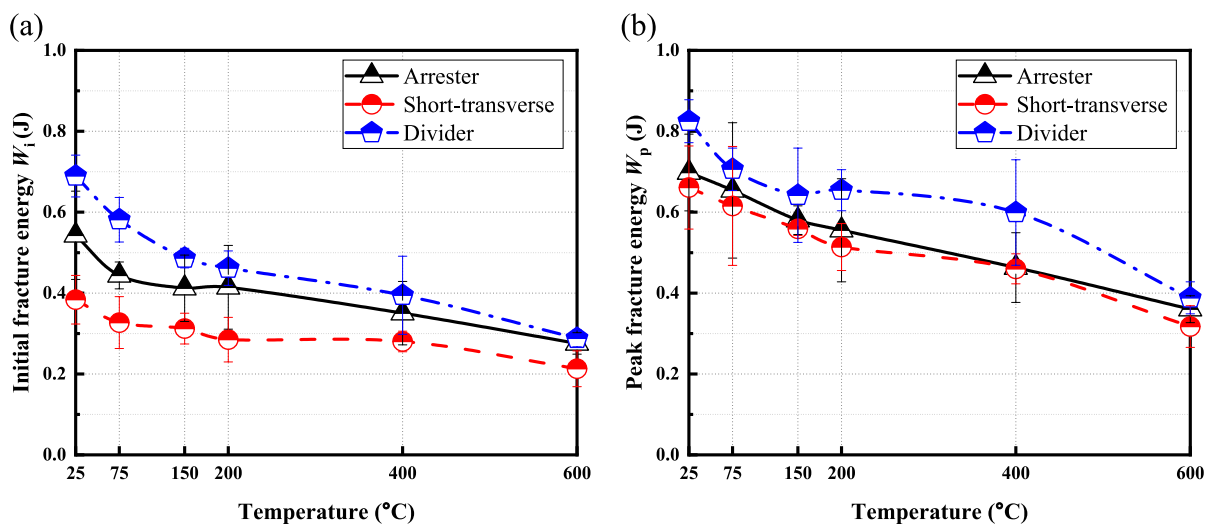 (a)
Initial fracture energy Wi (J)
1.0
0.8
0.6
0.4
0.2
0.0
Arrester
Short-transverse
Divider
25 75 150 200 400 600
Temperature (°C)
(b)
Peak fracture energy Wp (J)
1.0
0.8
0.6
0.4
0.2
0.0
Arrester
Short-transverse
Divider
25 75 150 200 400 600
Temperature (°C)